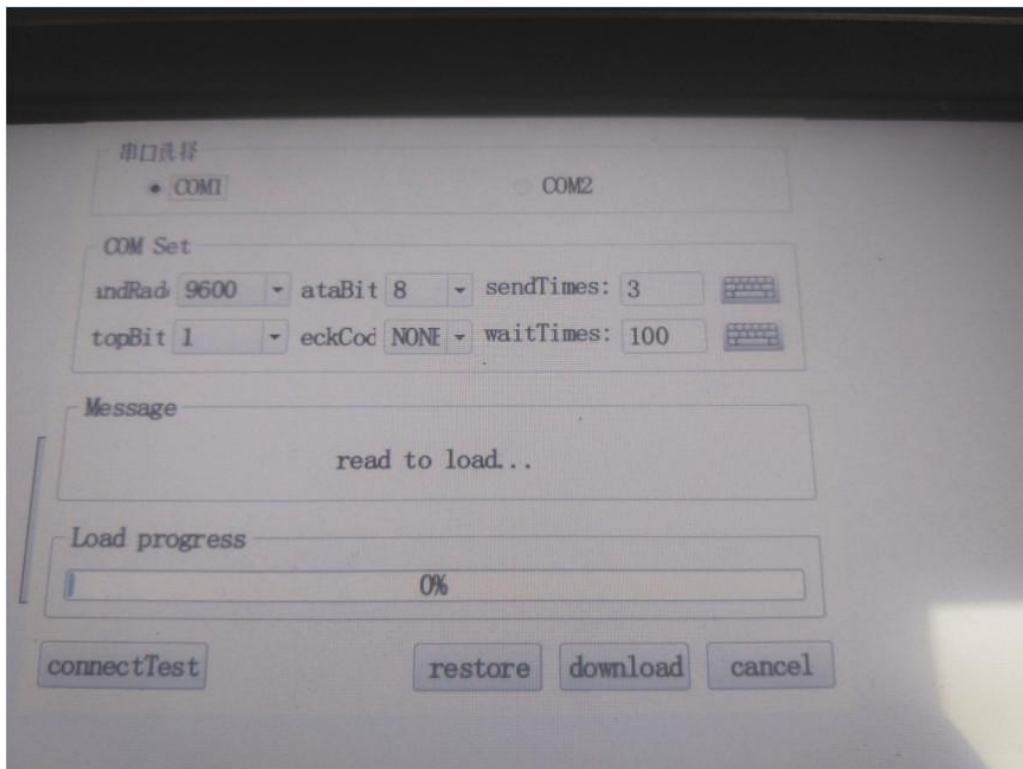 串口选择
COM1 COM2
COM Set
andRad 9600 ataBit 8 sendTimes: 3
topBit 1 eckCod NONE waitTimes: 100
Message
read to load...
Load progress
0%
connectTest restore download cancel